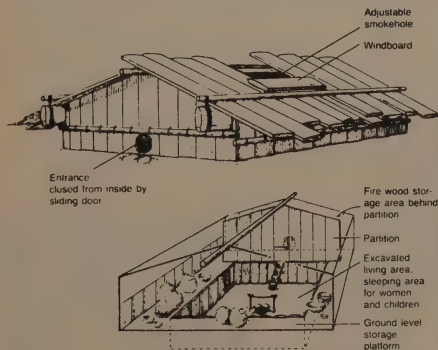 Adjustable
smokehole
Windboard
Entrance
clused from inside by
sliding door
Fire wood stor-
age area behind
partition
Partition
Excavated
living area,
sleeping area
for women
and children
Ground level
storage
platform